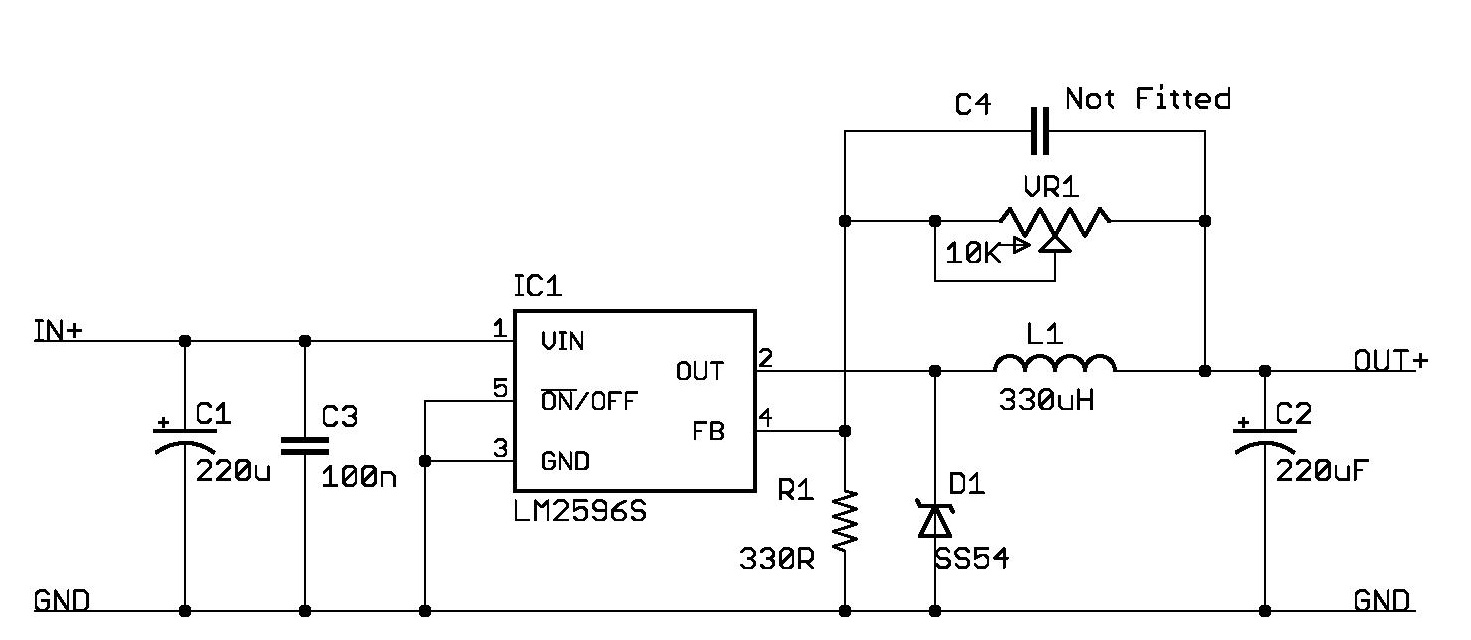 C4 Not Fitted
VR1
10K
IC1
IN+ 1 VIN
L1
OUT 2 OUT+
330uH
5 ON/OFF
C1 C3 FB 4 C2
3 GND
220u 100n 220uF
R1 D1
LM2596S
330R SS54
GND GND